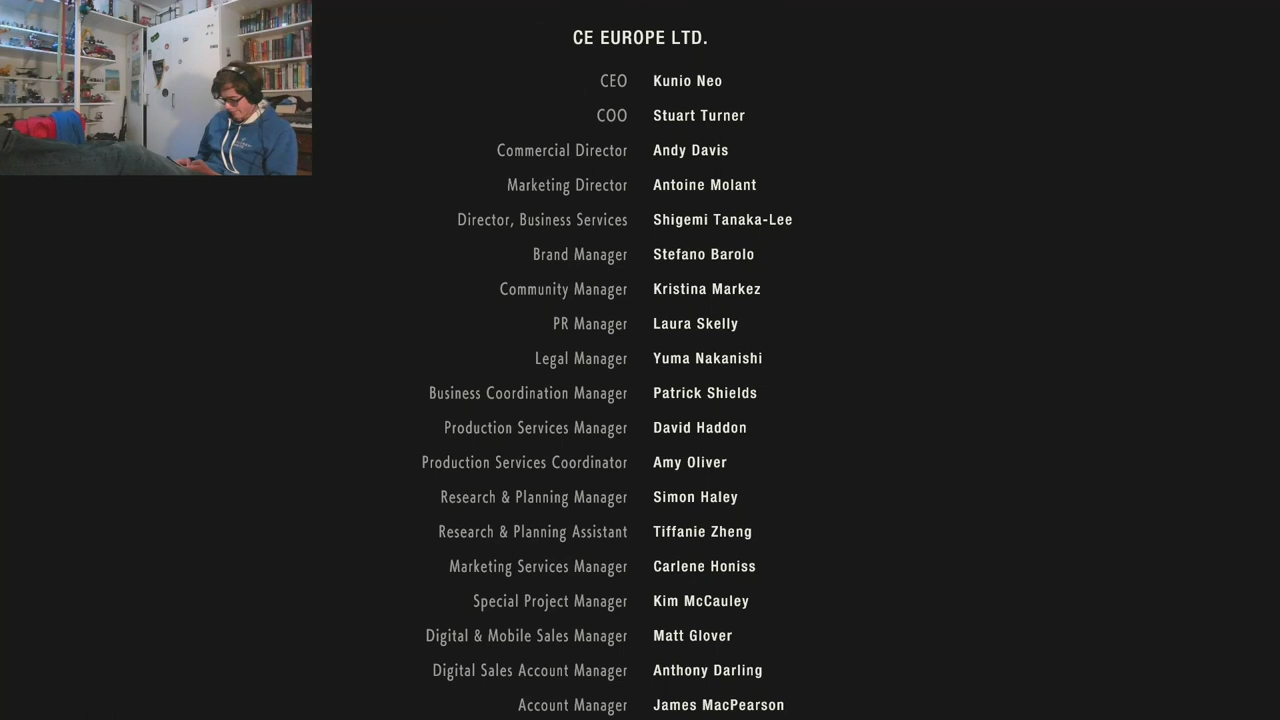 CE EUROPE LTD.
CEO Kunio Neo
COO Stuart Turner
Commercial Director Andy Davis
Marketing Director Antoine Molant
Director, Business Services Shigemi Tanaka-Lee
Brand Manager Stefano Barolo
Community Manager Kristina Markez
PR Manager Laura Skelly
Legal Manager Yuma Nakanishi
Business Coordination Manager Patrick Shields
Production Services Manager David Haddon
Production Services Coordinator Amy Oliver
Research & Planning Manager Simon Haley
Research & Planning Assistant Tiffanie Zheng
Marketing Services Manager Carlene Honiss
Special Project Manager Kim McCauley
Digital & Mobile Sales Manager Matt Glover
Digital Sales Account Manager Anthony Darling
Account Manager James MacPearson